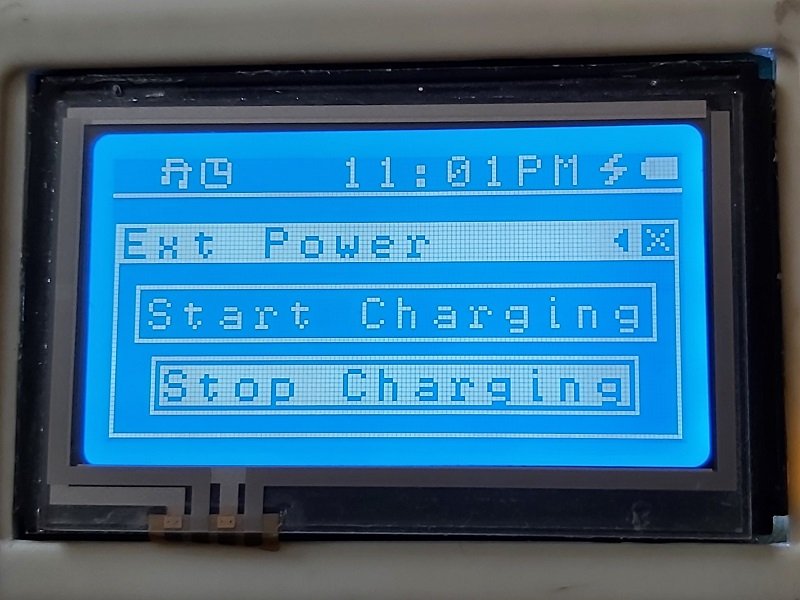 11:01PM
Ext Power
Start Charging
Stop Charging